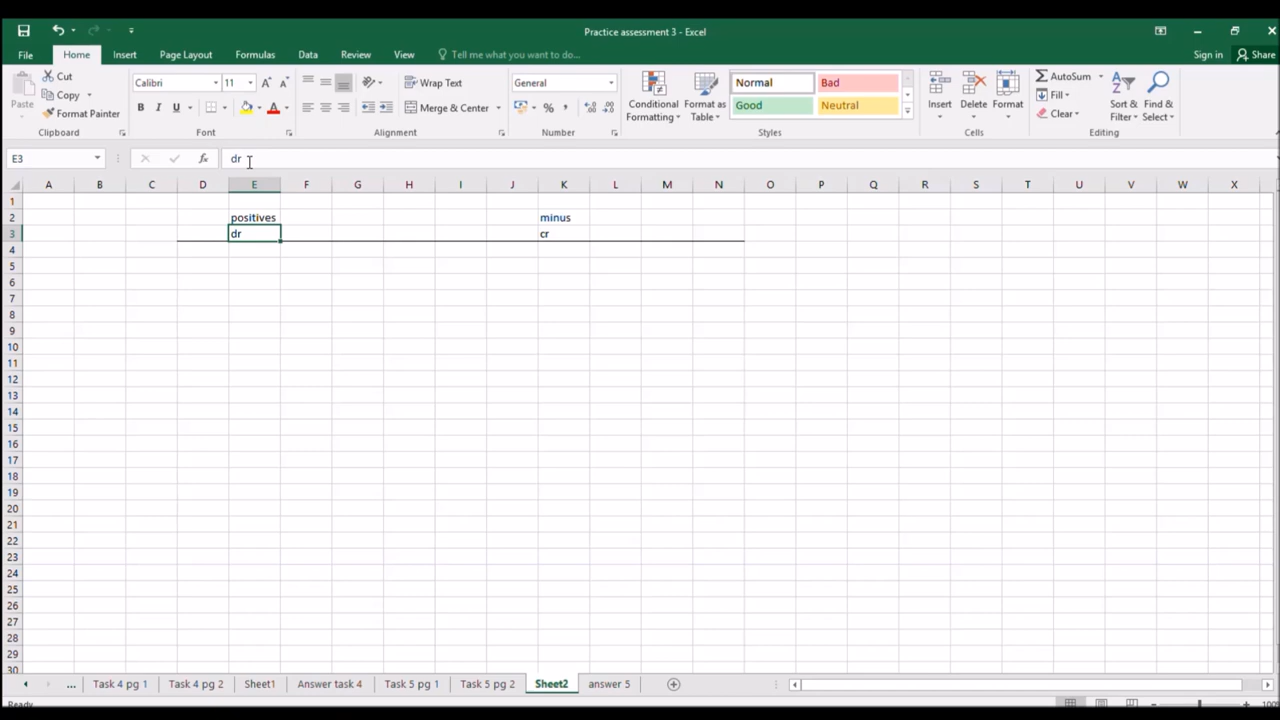 Practice assessment 3 - Excel
File Home Insert Page Layout Formulas Data Review View Tell me what you want to do... Sign in Share
Paste
Cut
Copy
Format Painter
Clipboard
Calibri 11 A A
B I U A
Font
Wrap Text
Merge & Center
Alignment
General
% ,
Number
Conditional Formatting
Format as Table
Normal Bad
Good Neutral
Styles
Insert Delete Format
Cells
AutoSum
Fill
Clear
Sort & Filter
Find & Select
Editing
E3 fx dr
A B C D E F G H I J K L M N O P Q R S T U V W X
1
2 positives minus
3 dr cr
4
5
6
7
8
9
10
11
12
13
14
15
16
17
18
19
20
21
22
23
24
25
26
27
28
29
30
... Task 4 pg 1 Task 4 pg 2 Sheet1 Answer task 4 Task 5 pg 1 Task 5 pg 2 Sheet2 answer 5